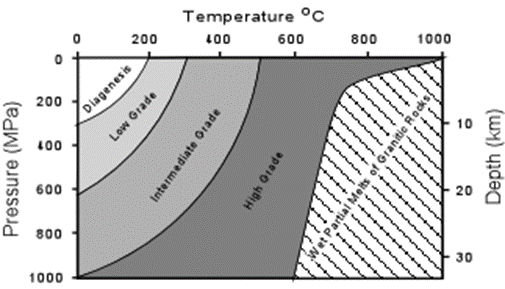 Temperature °C
0 200 400 600 800 1000
0
200
400
600
800
1000
Pressure (MPa)
Diagenesis
Low Grade
Intermediate Grade
High Grade
Wet Partial Melts of Granitic Rocks
10
20
30
Depth (km)